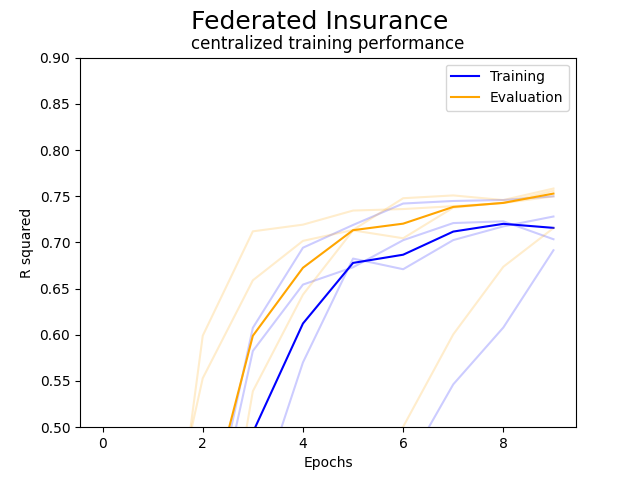 Federated Insurance
centralized training performance
0.90
0.85
0.80
0.75
0.70
0.65
0.60
0.55
0.50
R squared
Training
Evaluation
0
2
4
6
8
Epochs